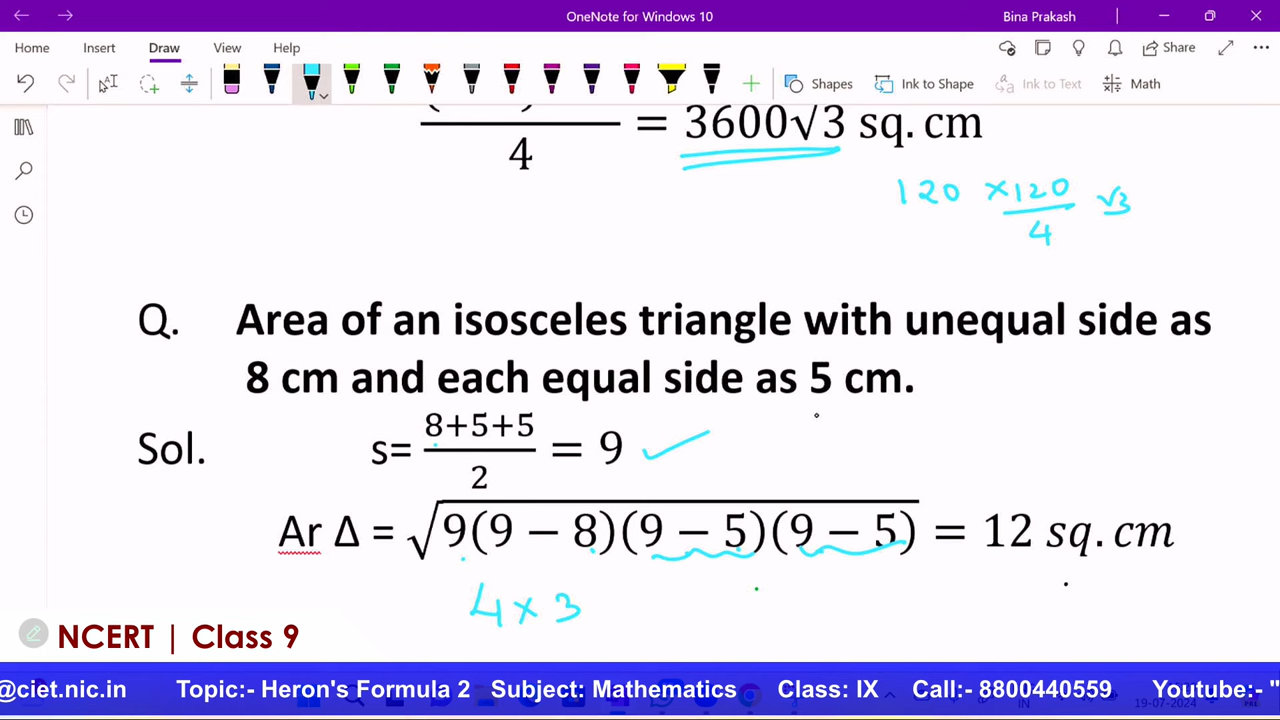 OneNote for Windows 10
Bina Prakash
Home Insert Draw View Help Share
Shapes Ink to Shape Ink to Text Math
4 = 3600√3 sq. cm
120 ×120/4 √3
Q. Area of an isosceles triangle with unequal side as
8 cm and each equal side as 5 cm.
Sol. s= (8+5+5)/2 = 9 ✓
Ar Δ = √9(9 − 8)(9 − 5)(9 − 5) = 12 sq. cm
4 × 3
NCERT | Class 9
@ciet.nic.in Topic:- Heron's Formula 2 Subject: Mathematics Class: IX Call:- 8800440559 Youtube:- "
19-07-2024